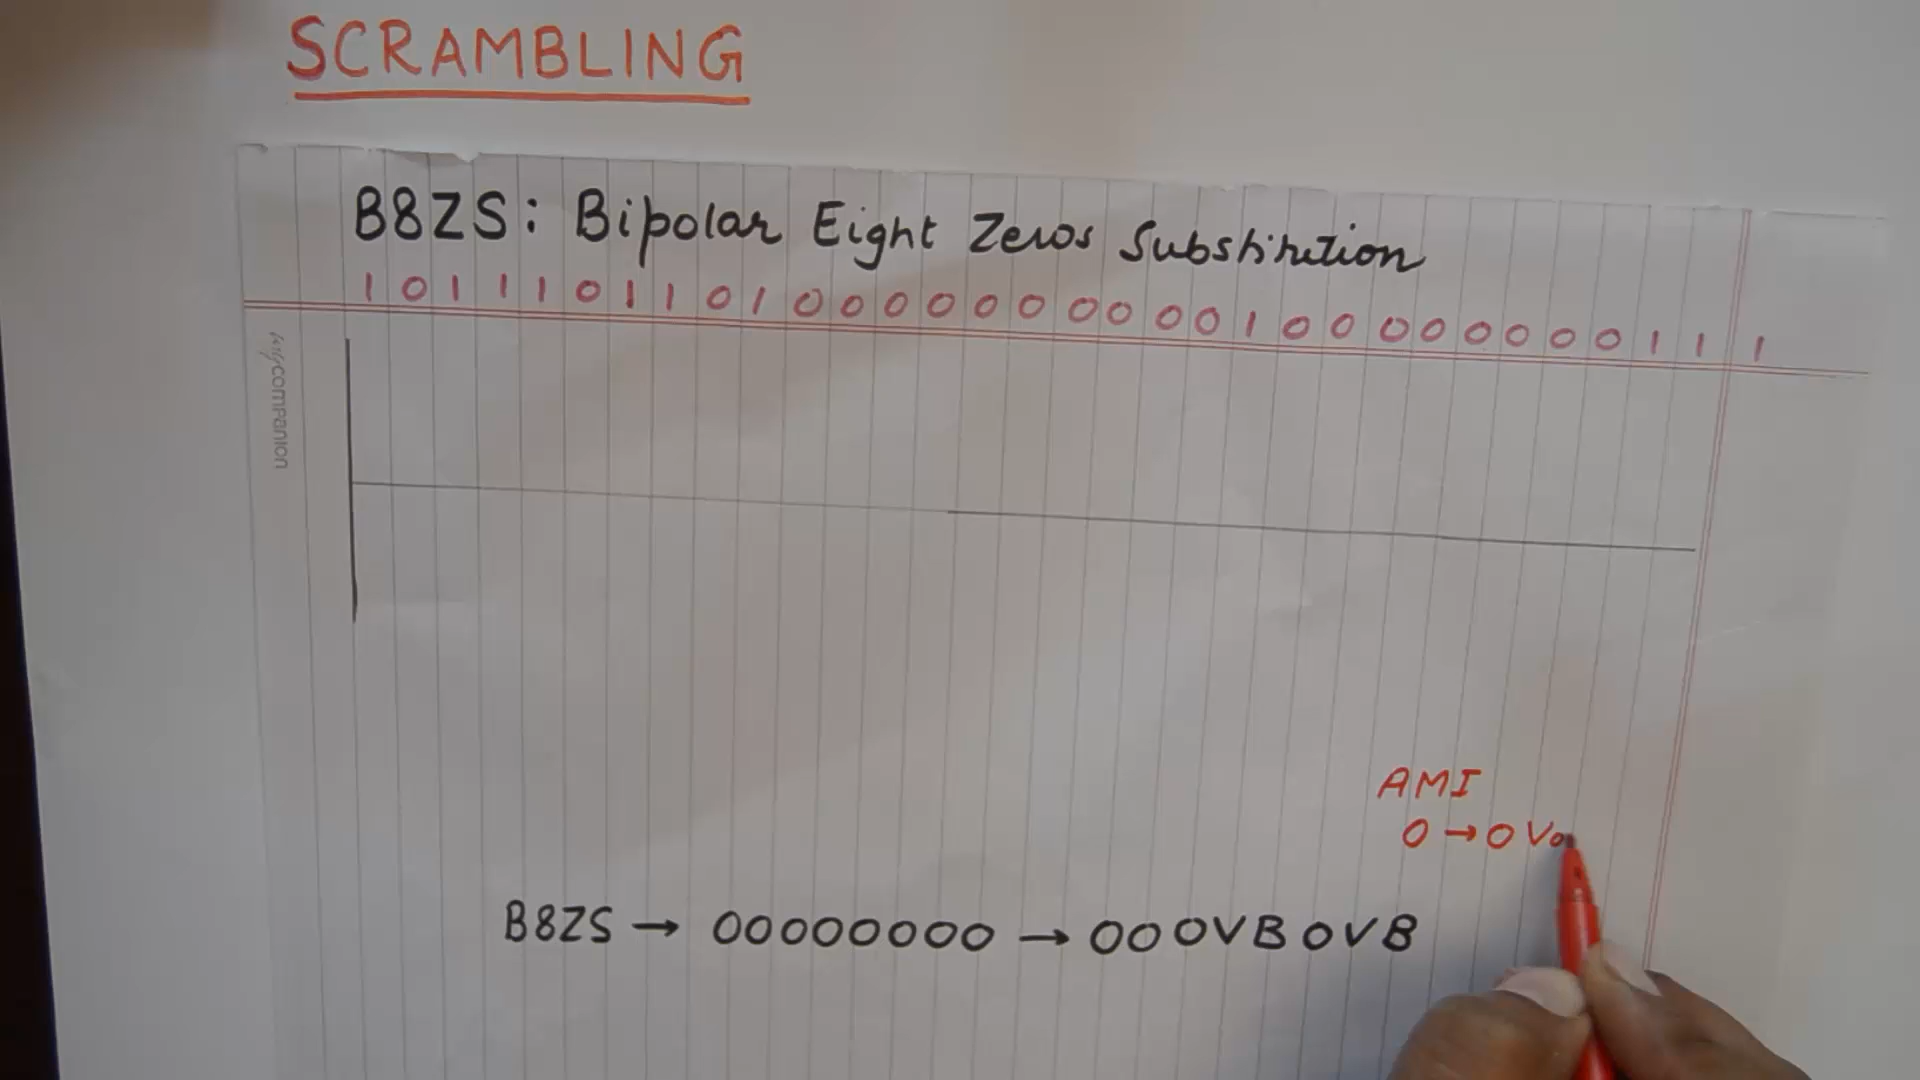 SCRAMBLING
B8ZS: Bipolar Eight Zeros Substitution
1 0 1 1 1 0 1 1 0 1 0 0 0 0 0 0 0 0 0 0 1 0 0 0 0 0 0 0 0 1 1 1
companion
AMI
0 → 0 Vo
B8ZS → 00000000 → 000VB0VB